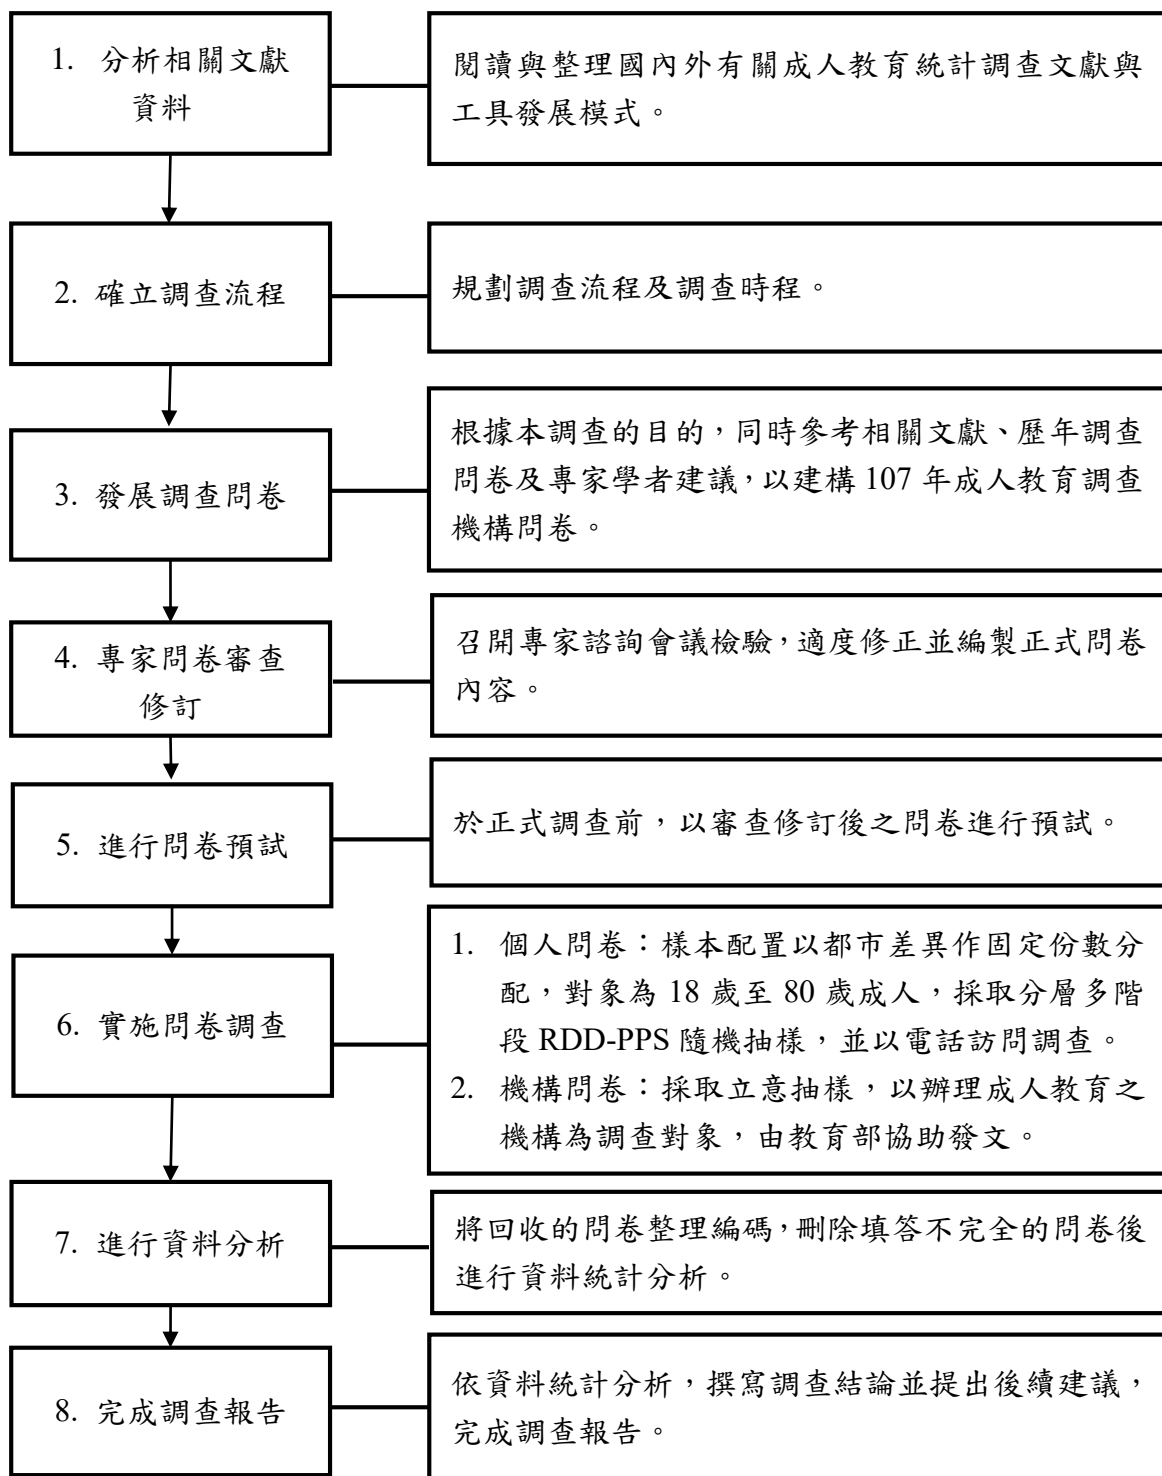 1. 分析相關文獻
資料
閱讀與整理國內外有關成人教育統計調查文獻與
工具發展模式。
2. 確立調查流程
規劃調查流程及調查時程。
3. 發展調查問卷
根據本調查的目的，同時參考相關文獻、歷年調查
問卷及專家學者建議，以建構 107 年成人教育調查
機構問卷。
4. 專家問卷審查
修訂
召開專家諮詢會議檢驗，適度修正並編製正式問卷
內容。
5. 進行問卷預試
於正式調查前，以審查修訂後之問卷進行預試。
6. 實施問卷調查
1. 個人問卷：樣本配置以都市差異作固定份數分
配，對象為 18 歲至 80 歲成人，採取分層多階
段 RDD-PPS 隨機抽樣，並以電話訪問調查。
2. 機構問卷：採取立意抽樣，以辦理成人教育之
機構為調查對象，由教育部協助發文。
7. 進行資料分析
將回收的問卷整理編碼，刪除填答不完全的問卷後
進行資料統計分析。
8. 完成調查報告
依資料統計分析，撰寫調查結論並提出後續建議，
完成調查報告。